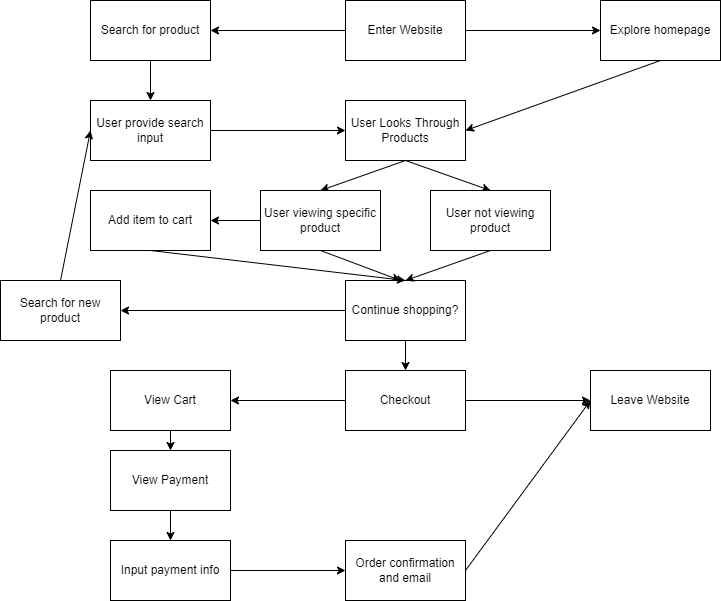 Search for product
Enter Website
Explore homepage
User provide search
input
User Looks Through
Products
Add item to cart
User viewing specific
product
User not viewing
product
Search for new
product
Continue shopping?
View Cart
Checkout
Leave Website
View Payment
Input payment info
Order confirmation
and email